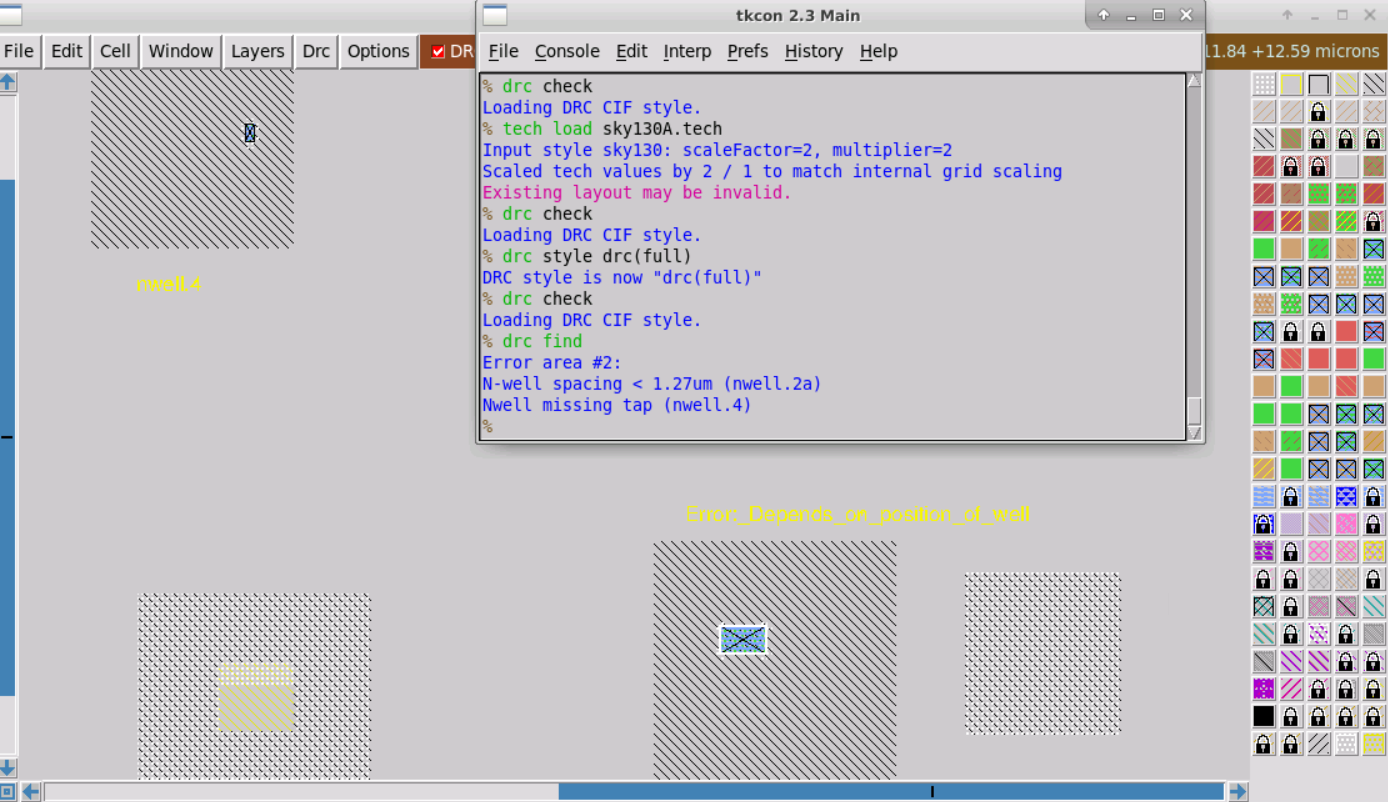 tkcon 2.3 Main
File Edit Cell Window Layers Drc Options DR
File Console Edit Interp Prefs History Help
11.84 +12.59 microns
% drc check
Loading DRC CIF style.
% tech load sky130A.tech
Input style sky130: scaleFactor=2, multiplier=2
Scaled tech values by 2 / 1 to match internal grid scaling
Existing layout may be invalid.
% drc check
Loading DRC CIF style.
% drc style drc(full)
DRC style is now "drc(full)"
% drc check
Loading DRC CIF style.
% drc find
Error area #2:
N-well spacing < 1.27um (nwell.2a)
Nwell missing tap (nwell.4)
%
nwell.4
Error:_Depends_on_position_of_well